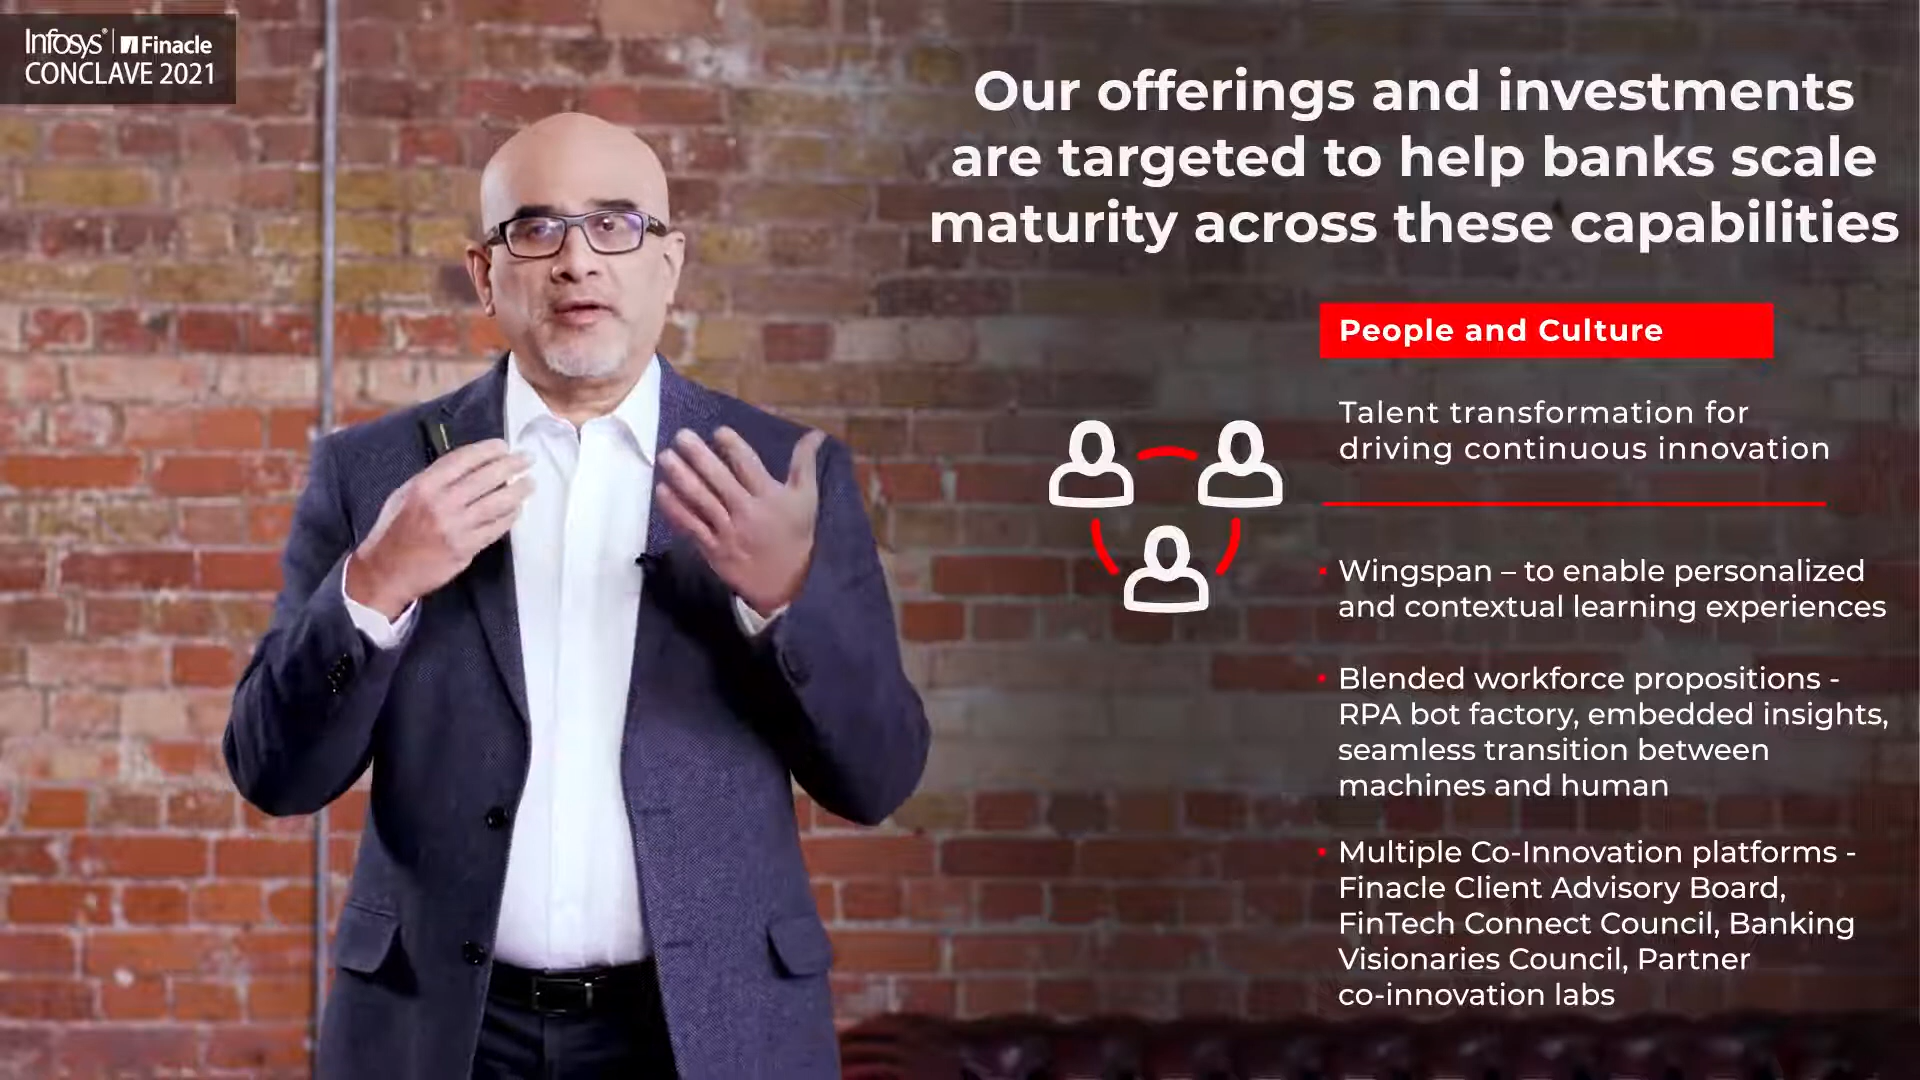 Infosys | Finacle
CONCLAVE 2021
Our offerings and investments
are targeted to help banks scale
maturity across these capabilities
People and Culture
Talent transformation for
driving continuous innovation
· Wingspan – to enable personalized
and contextual learning experiences
· Blended workforce propositions -
RPA bot factory, embedded insights,
seamless transition between
machines and human
· Multiple Co-Innovation platforms -
Finacle Client Advisory Board,
FinTech Connect Council, Banking
Visionaries Council, Partner
co-innovation labs